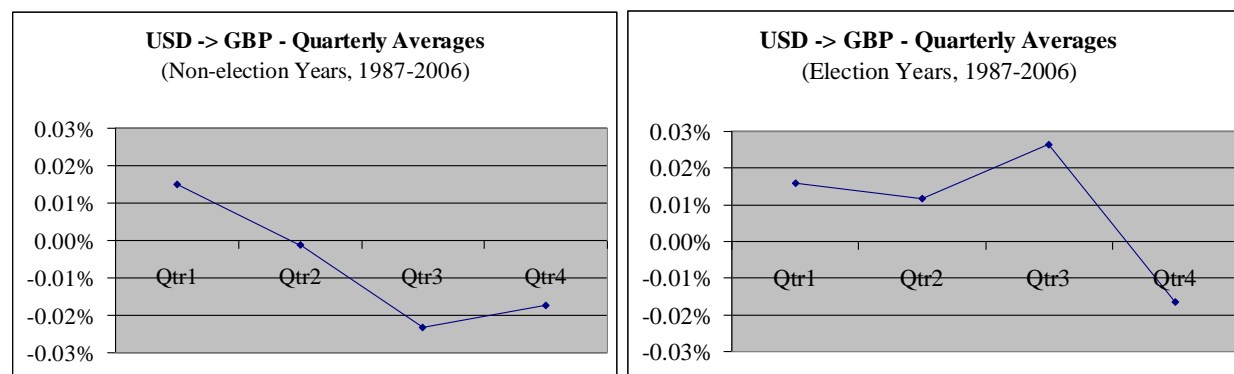 USD -> GBP - Quarterly Averages
(Non-election Years, 1987-2006)
0.03%
0.02%
0.01%
0.00%
-0.01%
-0.02%
-0.03%
Qtr1 Qtr2 Qtr3 Qtr4
USD -> GBP - Quarterly Averages
(Election Years, 1987-2006)
0.03%
0.02%
0.01%
0.00%
-0.01%
-0.02%
-0.03%
Qtr1 Qtr2 Qtr3 Qtr4